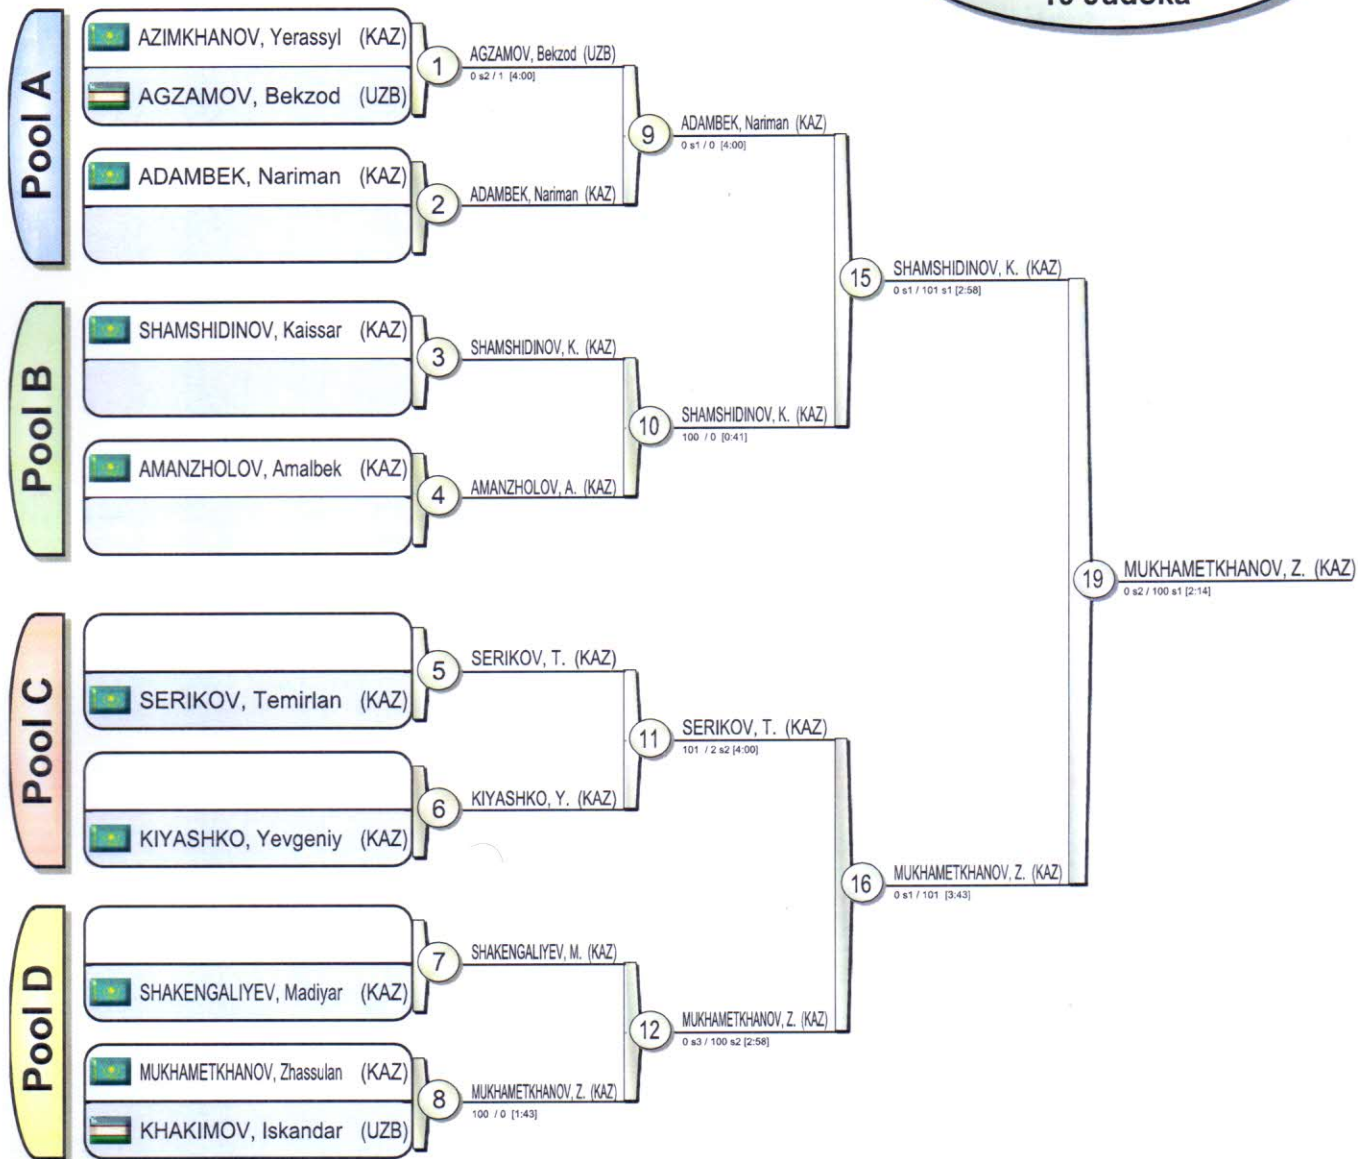 10 Judoka
Pool A
AZIMKHANOV, Yerassyl (KAZ)
AGZAMOV, Bekzod (UZB)
ADAMBEK, Nariman (KAZ)
1
AGZAMOV, Bekzod (UZB)
0 s2 / 1 [4:00]
2
ADAMBEK, Nariman (KAZ)
9
ADAMBEK, Nariman (KAZ)
0 s1 / 0 [4:00]
Pool B
SHAMSHIDINOV, Kaissar (KAZ)
AMANZHOLOV, Amalbek (KAZ)
3
SHAMSHIDINOV, K. (KAZ)
4
AMANZHOLOV, A. (KAZ)
10
SHAMSHIDINOV, K. (KAZ)
100 / 0 [0:41]
15
SHAMSHIDINOV, K. (KAZ)
0 s1 / 101 s1 [2:58]
Pool C
SERIKOV, Temirlan (KAZ)
KIYASHKO, Yevgeniy (KAZ)
5
SERIKOV, T. (KAZ)
6
KIYASHKO, Y. (KAZ)
11
SERIKOV, T. (KAZ)
101 / 2 s2 [4:00]
Pool D
SHAKENGALIYEV, Madiyar (KAZ)
MUKHAMETKHANOV, Zhassulan (KAZ)
KHAKIMOV, Iskandar (UZB)
7
SHAKENGALIYEV, M. (KAZ)
8
MUKHAMETKHANOV, Z. (KAZ)
100 / 0 [1:43]
12
MUKHAMETKHANOV, Z. (KAZ)
0 s3 / 100 s2 [2:58]
16
MUKHAMETKHANOV, Z. (KAZ)
0 s1 / 101 [3:43]
19
MUKHAMETKHANOV, Z. (KAZ)
0 s2 / 100 s1 [2:14]